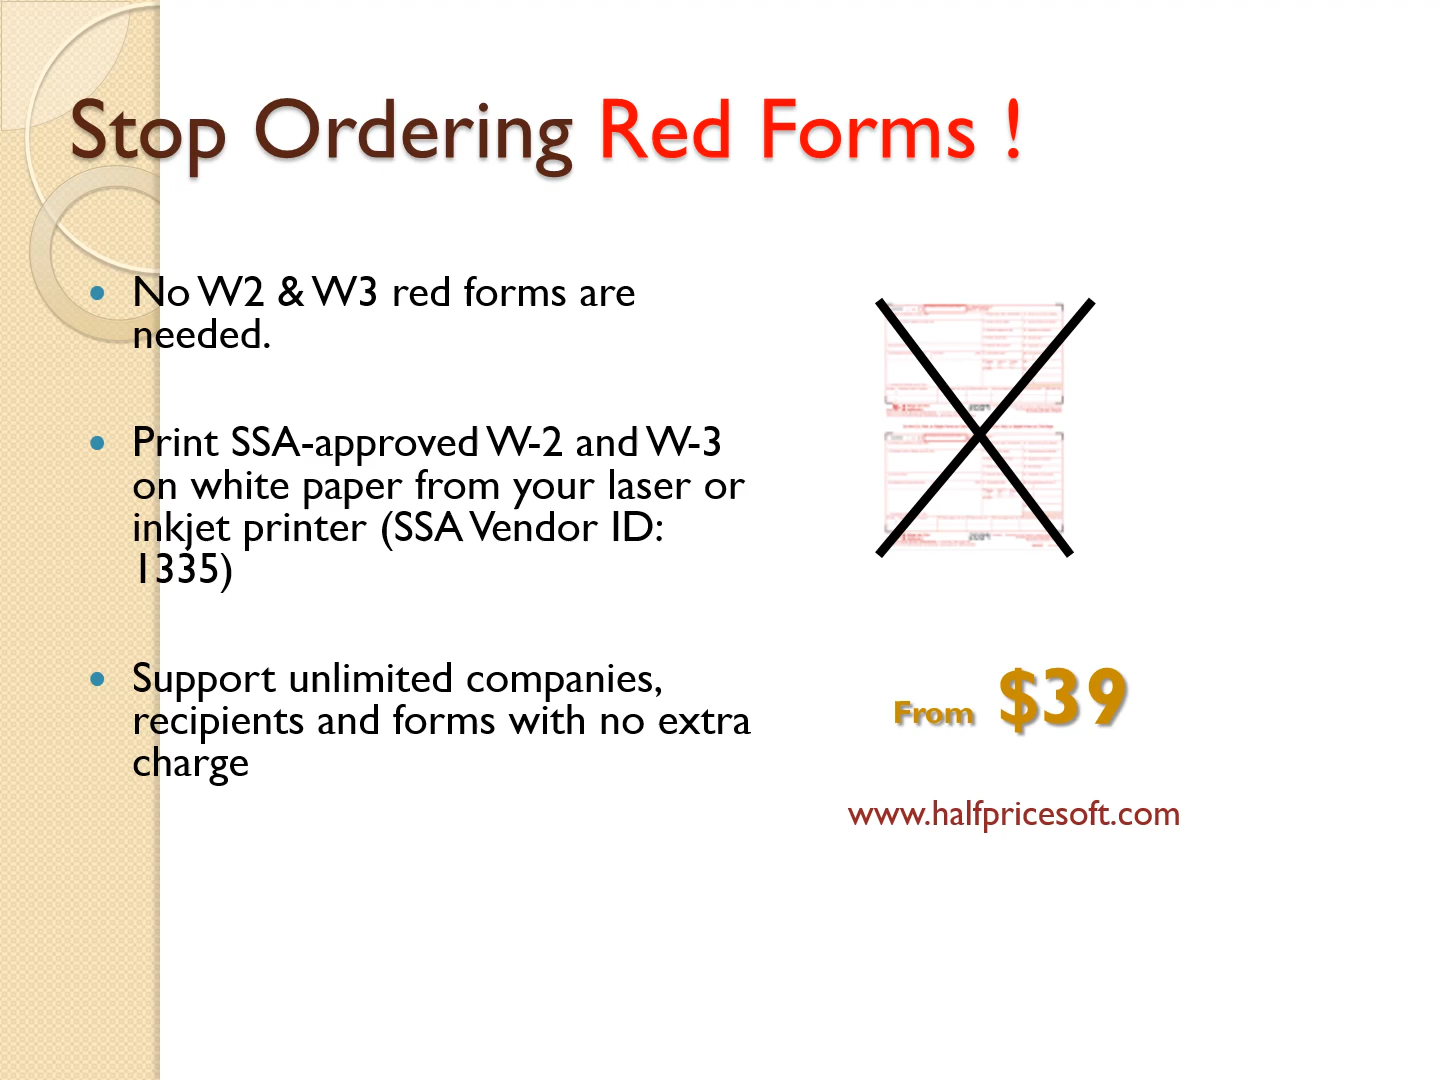 Stop Ordering Red Forms !
No W2 & W3 red forms are
needed.
Print SSA-approved W-2 and W-3
on white paper from your laser or
inkjet printer (SSA Vendor ID:
1335)
Support unlimited companies,
recipients and forms with no extra
charge
2009
2009
From $39
www.halfpricesoft.com